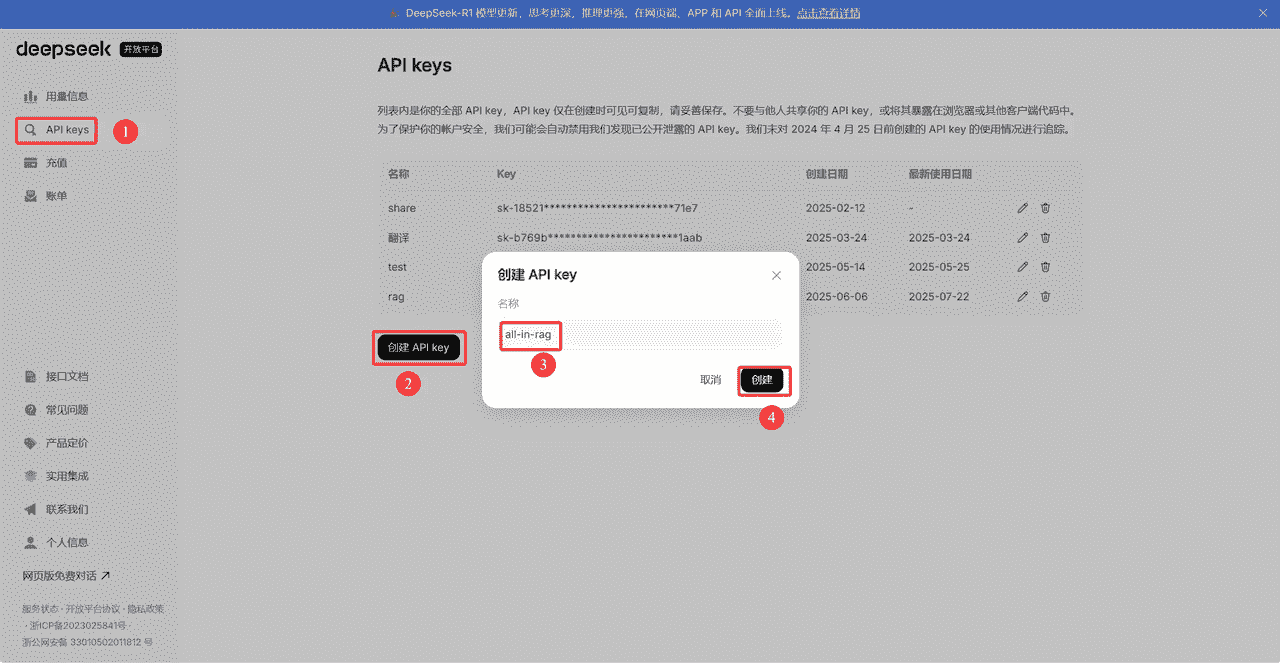 DeepSeek-R1 模型更新，思考更深，推理更强。在网页端、APP 和 API 全面上线。点击查看详情
deepseek 开放平台
用量信息
API keys
1
充值
账单
接口文档
常见问题
产品定价
实用集成
联系我们
个人信息
网页版免费对话
服务状态 · 开放平台协议 · 隐私政策
· 浙ICP备2023025841号 ·
浙公网安备 33010502011812 号
API keys
列表内是你的全部 API key，API key 仅在创建时可见可复制，请妥善保存。不要与他人共享你的 API key，或将其暴露在浏览器或其他客户端代码中。
为了保护你的帐户安全，我们可能会自动禁用我们发现已公开泄露的 API key。我们未对 2024 年 4 月 25 日前创建的 API key 的使用情况进行追踪。
名称 Key 创建日期 最新使用日期
share sk-18521***********************71e7 2025-02-12 -
翻译 sk-b769b***********************1aab 2025-03-24 2025-03-24
test 2025-05-14 2025-05-25
rag 2025-06-06 2025-07-22
创建 API key
2
创建 API key
名称
all-in-rag
3
取消 创建
4